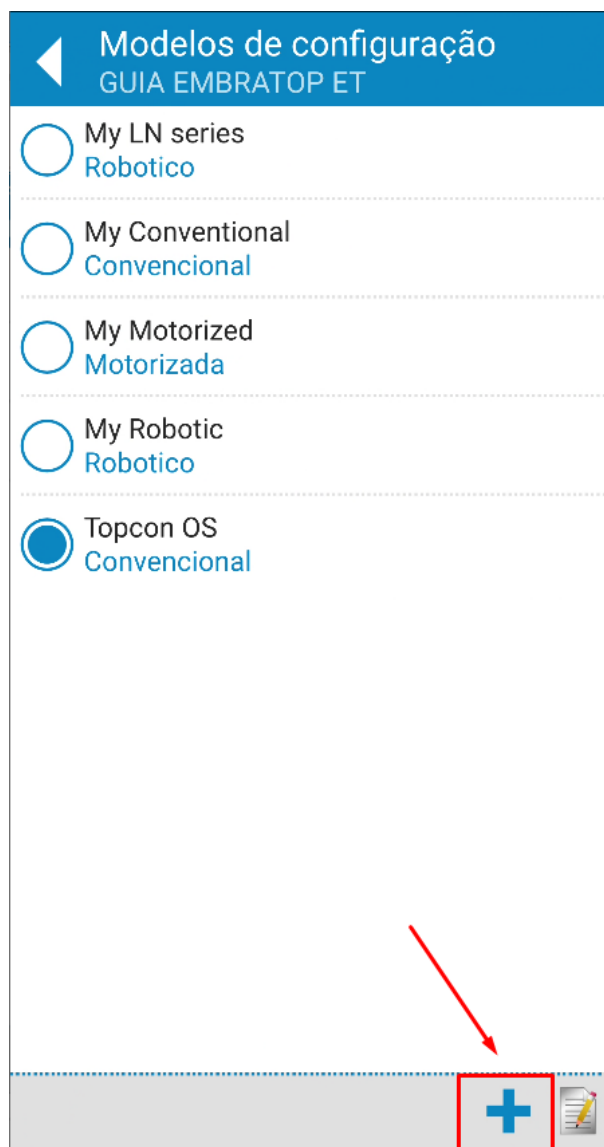 Modelos de configuração
GUIA EMBRATOP ET
My LN series
Robotico
My Conventional
Convencional
My Motorized
Motorizada
My Robotic
Robotico
Topcon OS
Convencional